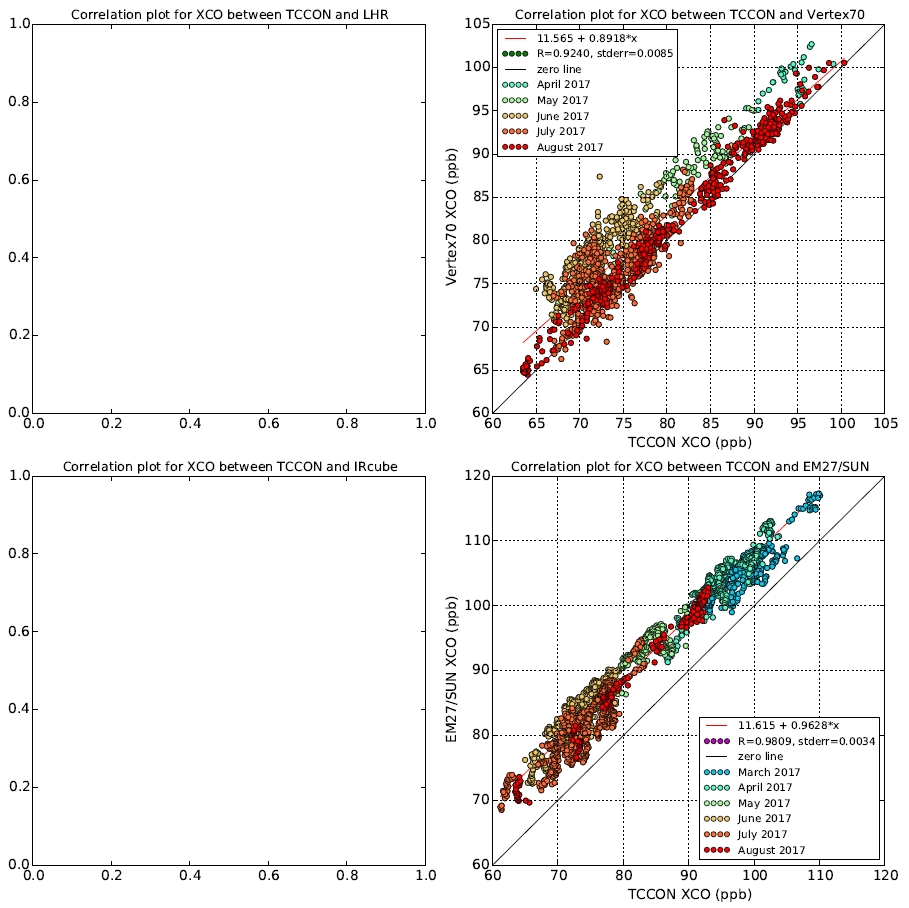 Correlation plot for XCO between TCCON and LHR
1.0
0.8
0.6
0.4
0.2
0.0
0.0 0.2 0.4 0.6 0.8 1.0
Correlation plot for XCO between TCCON and Vertex70
105
100
95
90
85
80
75
70
65
60
Vertex70 XCO (ppb)
11.565 + 0.8918*x
R=0.9240, stderr=0.0085
zero line
April 2017
May 2017
June 2017
July 2017
August 2017
60 65 70 75 80 85 90 95 100 105
TCCON XCO (ppb)
Correlation plot for XCO between TCCON and IRcube
1.0
0.8
0.6
0.4
0.2
0.0
0.0 0.2 0.4 0.6 0.8 1.0
Correlation plot for XCO between TCCON and EM27/SUN
120
110
100
90
80
70
60
EM27/SUN XCO (ppb)
11.615 + 0.9628*x
R=0.9809, stderr=0.0034
zero line
March 2017
April 2017
May 2017
June 2017
July 2017
August 2017
60 70 80 90 100 110 120
TCCON XCO (ppb)